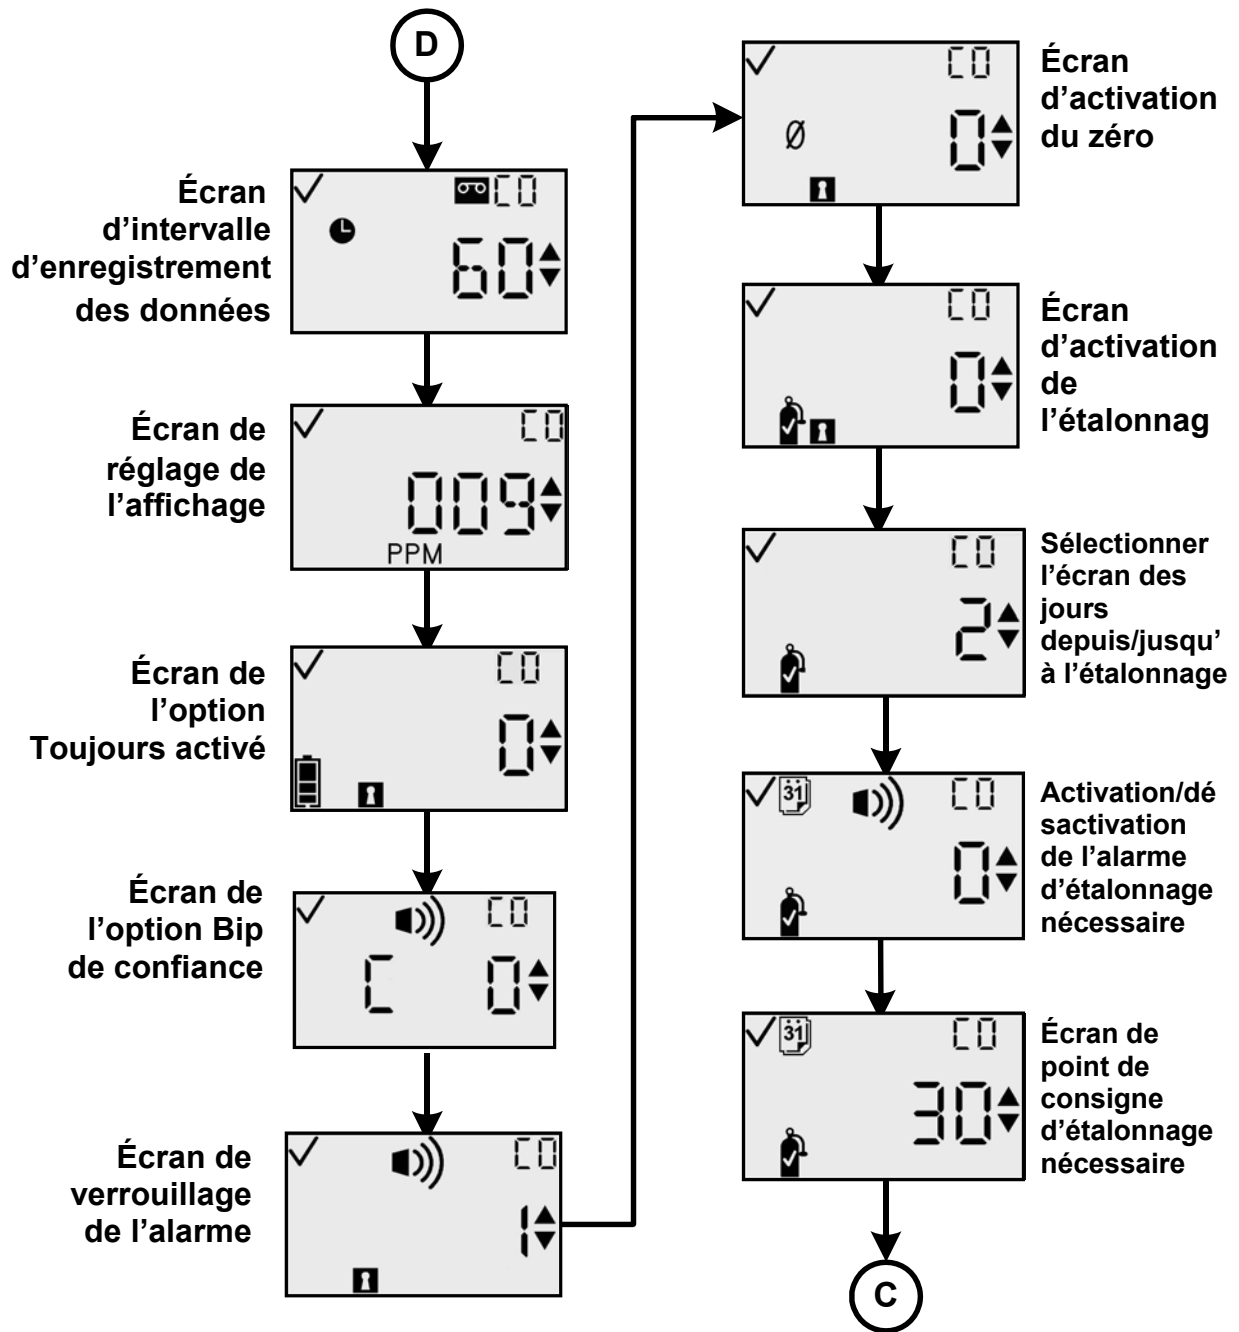 D
Écran
d’intervalle
d’enregistrement
des données
CO
60
Écran de
réglage de
l’affichage
CO
009
PPM
Écran de
l’option
Toujours activé
CO
0
Écran de
l’option Bip
de confiance
CO
C 0
Écran de
verrouillage
de l’alarme
CO
1
CO
Ø 0
Écran
d’activation
du zéro
CO
0
Écran
d’activation
de
l’étalonnag
CO
2
Sélectionner
l’écran des
jours
depuis/jusqu’
à l’étalonnage
31 CO
0
Activation/dé
sactivation
de l’alarme
d’étalonnage
nécessaire
31 CO
30
Écran de
point de
consigne
d’étalonnage
nécessaire
C